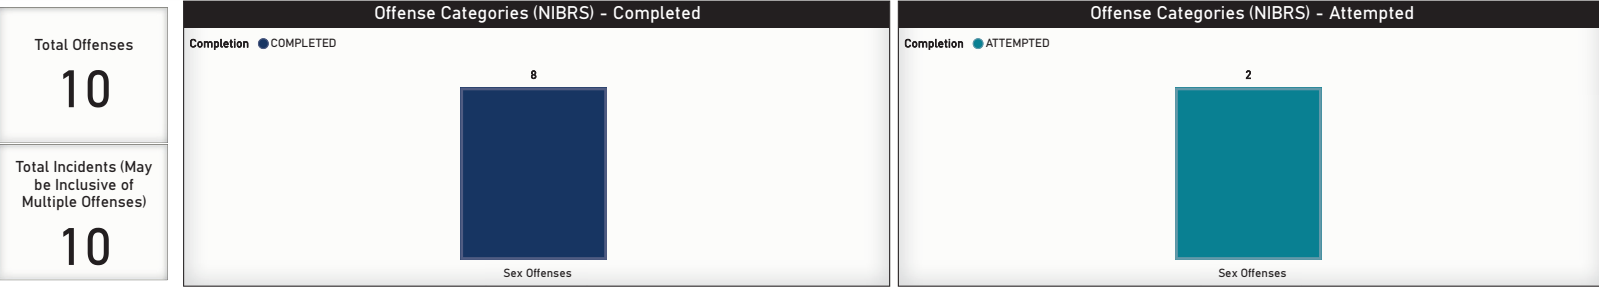 Total Offenses
10
Total Incidents (May
be Inclusive of
Multiple Offenses)
10
Offense Categories (NIBRS) - Completed
Completion COMPLETED
8
Sex Offenses
Offense Categories (NIBRS) - Attempted
Completion ATTEMPTED
2
Sex Offenses